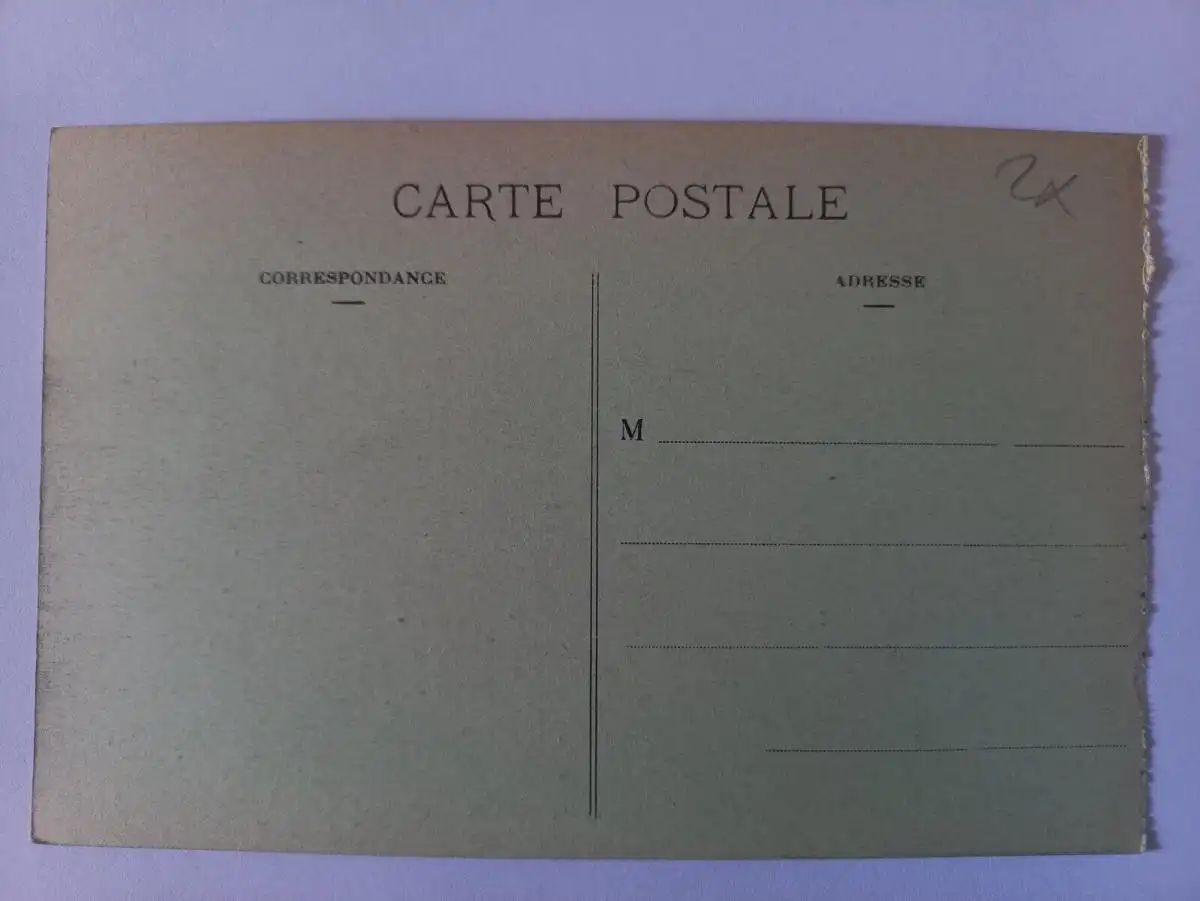 CARTE POSTALE
2x
CORRESPONDANCE
ADRESSE
M